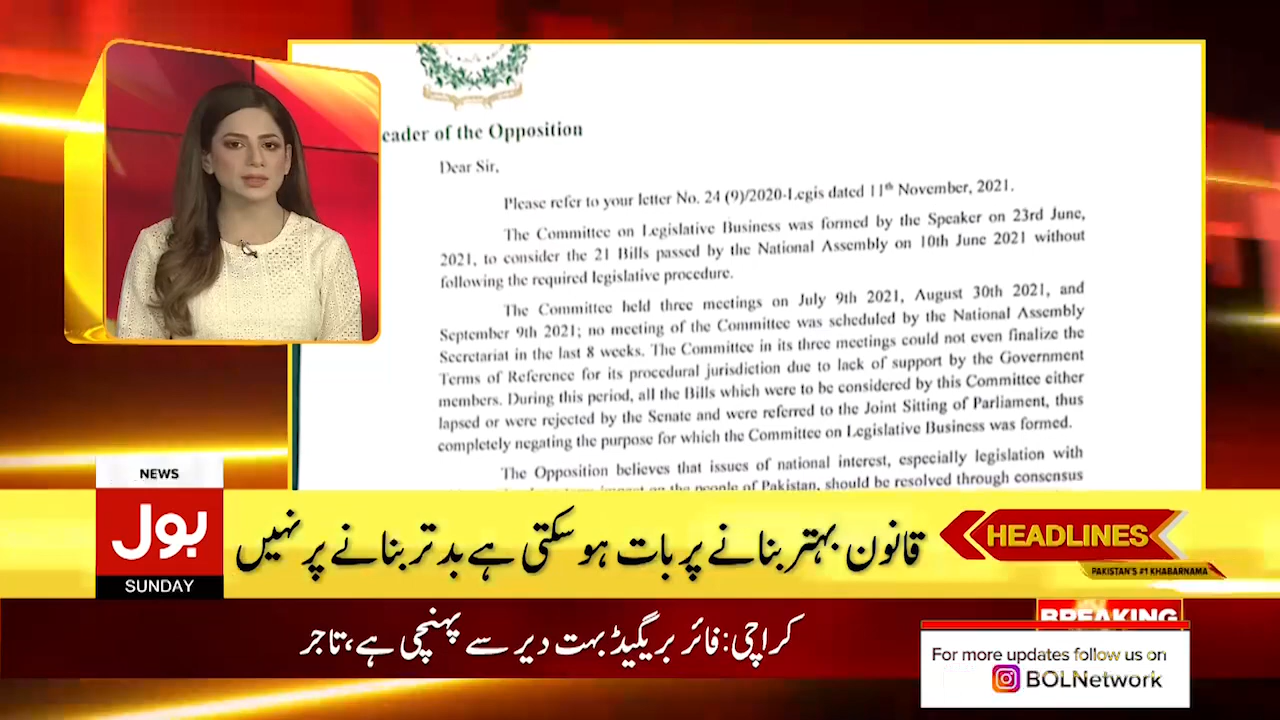 eader of the Opposition
Dear Sir,
Please refer to your letter No. 24 (9)/2020-Legis dated 11th November, 2021.
The Committee on Legislative Business was formed by the Speaker on 23rd June,
2021, to consider the 21 Bills passed by the National Assembly on 10th June 2021 without
following the required legislative procedure.
The Committee held three meetings on July 9th 2021, August 30th 2021, and
September 9th 2021; no meeting of the Committee was scheduled by the National Assembly
Secretariat in the last 8 weeks. The Committee in its three meetings could not even finalize the
Terms of Reference for its procedural jurisdiction due to lack of support by the Government
members. During this period, all the Bills which were to be considered by this Committee either
lapsed or were rejected by the Senate and were referred to the Joint Sitting of Parliament, thus
completely negating the purpose for which the Committee on Legislative Business was formed.
The Opposition believes that issues of national interest, especially legislation with
on the people of Pakistan, should be resolved through consensus
NEWS
بول
SUNDAY
قانون بہتر بنانے پر بات ہو سکتی ہے بدتر بنانے پر نہیں
HEADLINES
PAKISTAN'S #1 KHABARNAMA
کراچی: فائر بریگیڈ بہت دیر سے پہنچی ہے، تاجر
BREAKING
For more updates follow us on
BOLNetwork